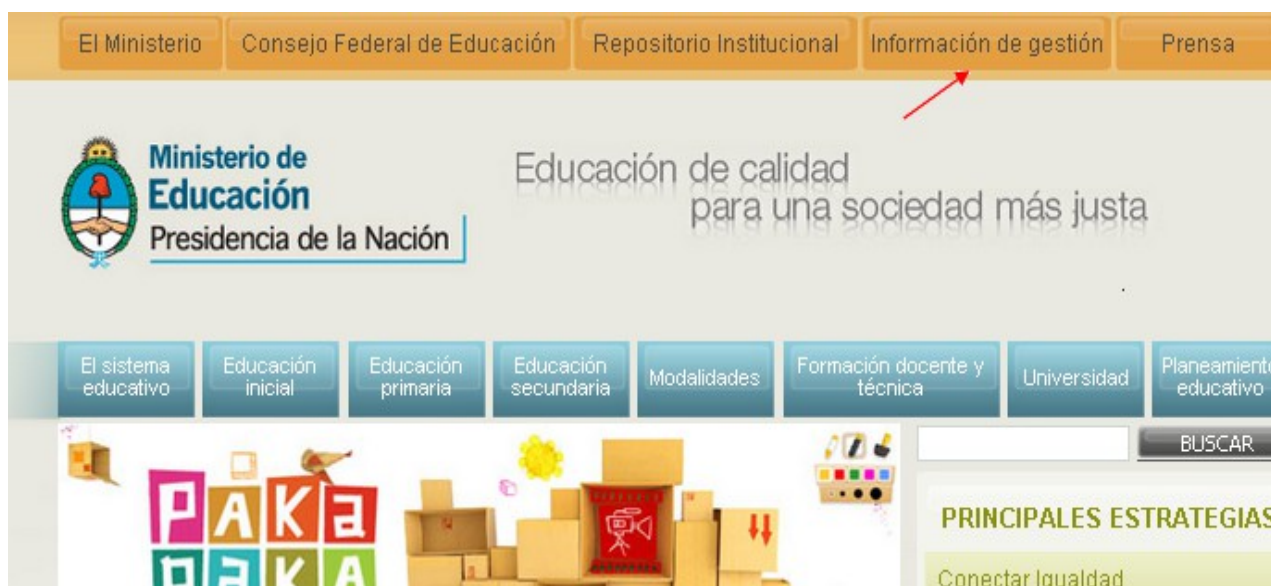 El Ministerio
Consejo Federal de Educación
Repositorio Institucional
Información de gestión
Prensa
Ministerio de
Educación
Presidencia de la Nación
Educación de calidad
para una sociedad más justa
El sistema
educativo
Educación
inicial
Educación
primaria
Educación
secundaria
Modalidades
Formación docente y
técnica
Universidad
Planeamiento
educativo
BUSCAR
PAKA
PAKA
PRINCIPALES ESTRATEGIAS
Conectar Igualdad